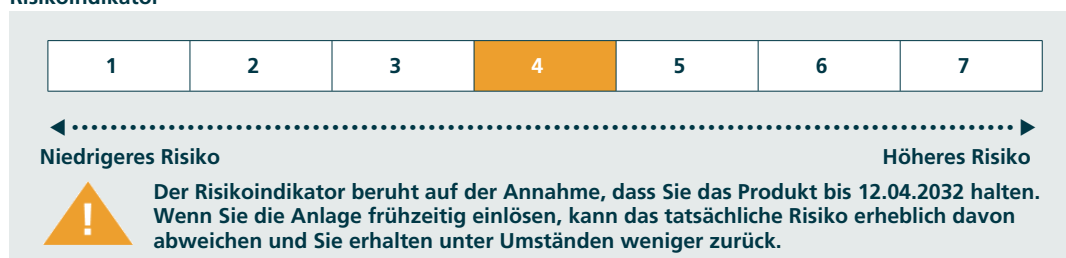 Risikoindikator
1 2 3 4 5 6 7
Niedrigeres Risiko Höheres Risiko
! Der Risikoindikator beruht auf der Annahme, dass Sie das Produkt bis 12.04.2032 halten.
Wenn Sie die Anlage frühzeitig einlösen, kann das tatsächliche Risiko erheblich davon
abweichen und Sie erhalten unter Umständen weniger zurück.